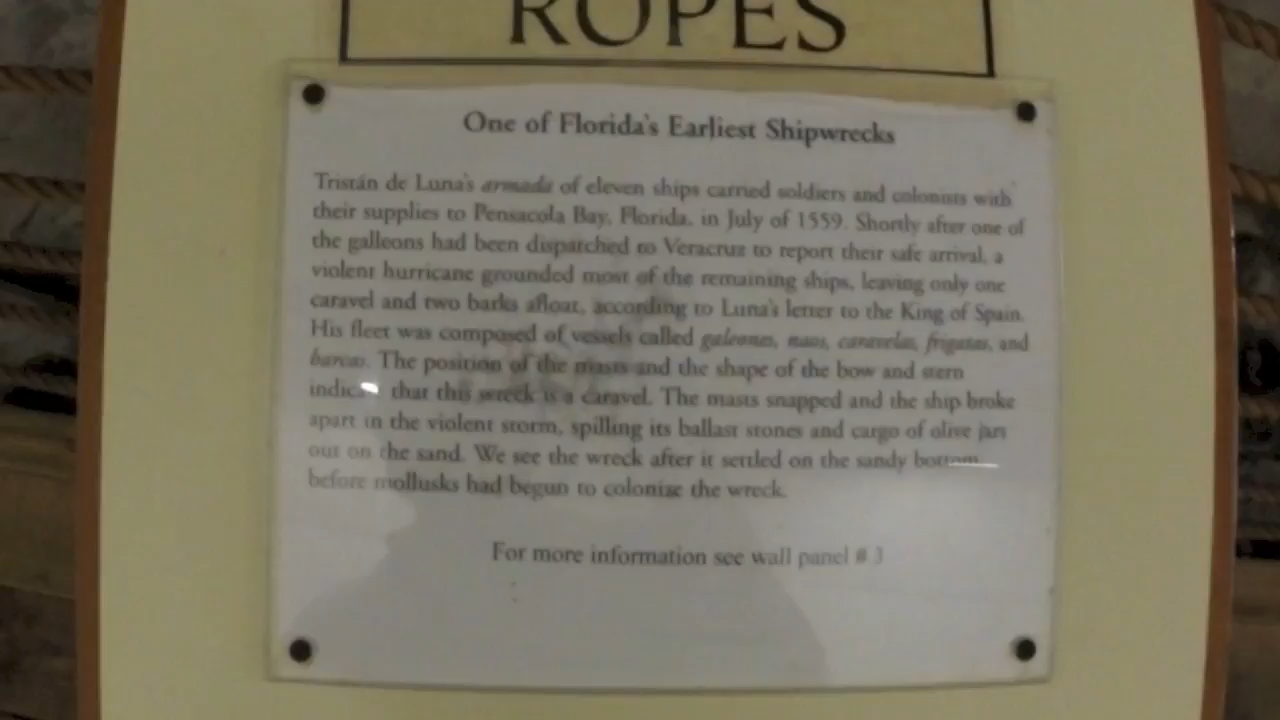 ROPES
One of Florida's Earliest Shipwrecks
Tristán de Luna's armada of eleven ships carried soldiers and colonists with
their supplies to Pensacola Bay, Florida, in July of 1559. Shortly after one of
the galleons had been dispatched to Veracruz to report their safe arrival, a
violent hurricane grounded most of the remaining ships, leaving only one
caravel and two barks afloat, according to Luna's letter to the King of Spain.
His fleet was composed of vessels called galeones, naos, caravelas, frigatas, and
barcas. The position of the masts and the shape of the bow and stern
that this wreck is a caravel. The masts snapped and the ship broke
apart in the violent storm, spilling its ballast stones and cargo of olive jars
out on the sand. We see the wreck after it settled on the sandy bottom
before mollusks had begun to colonize the wreck.
For more information see wall panel # 3